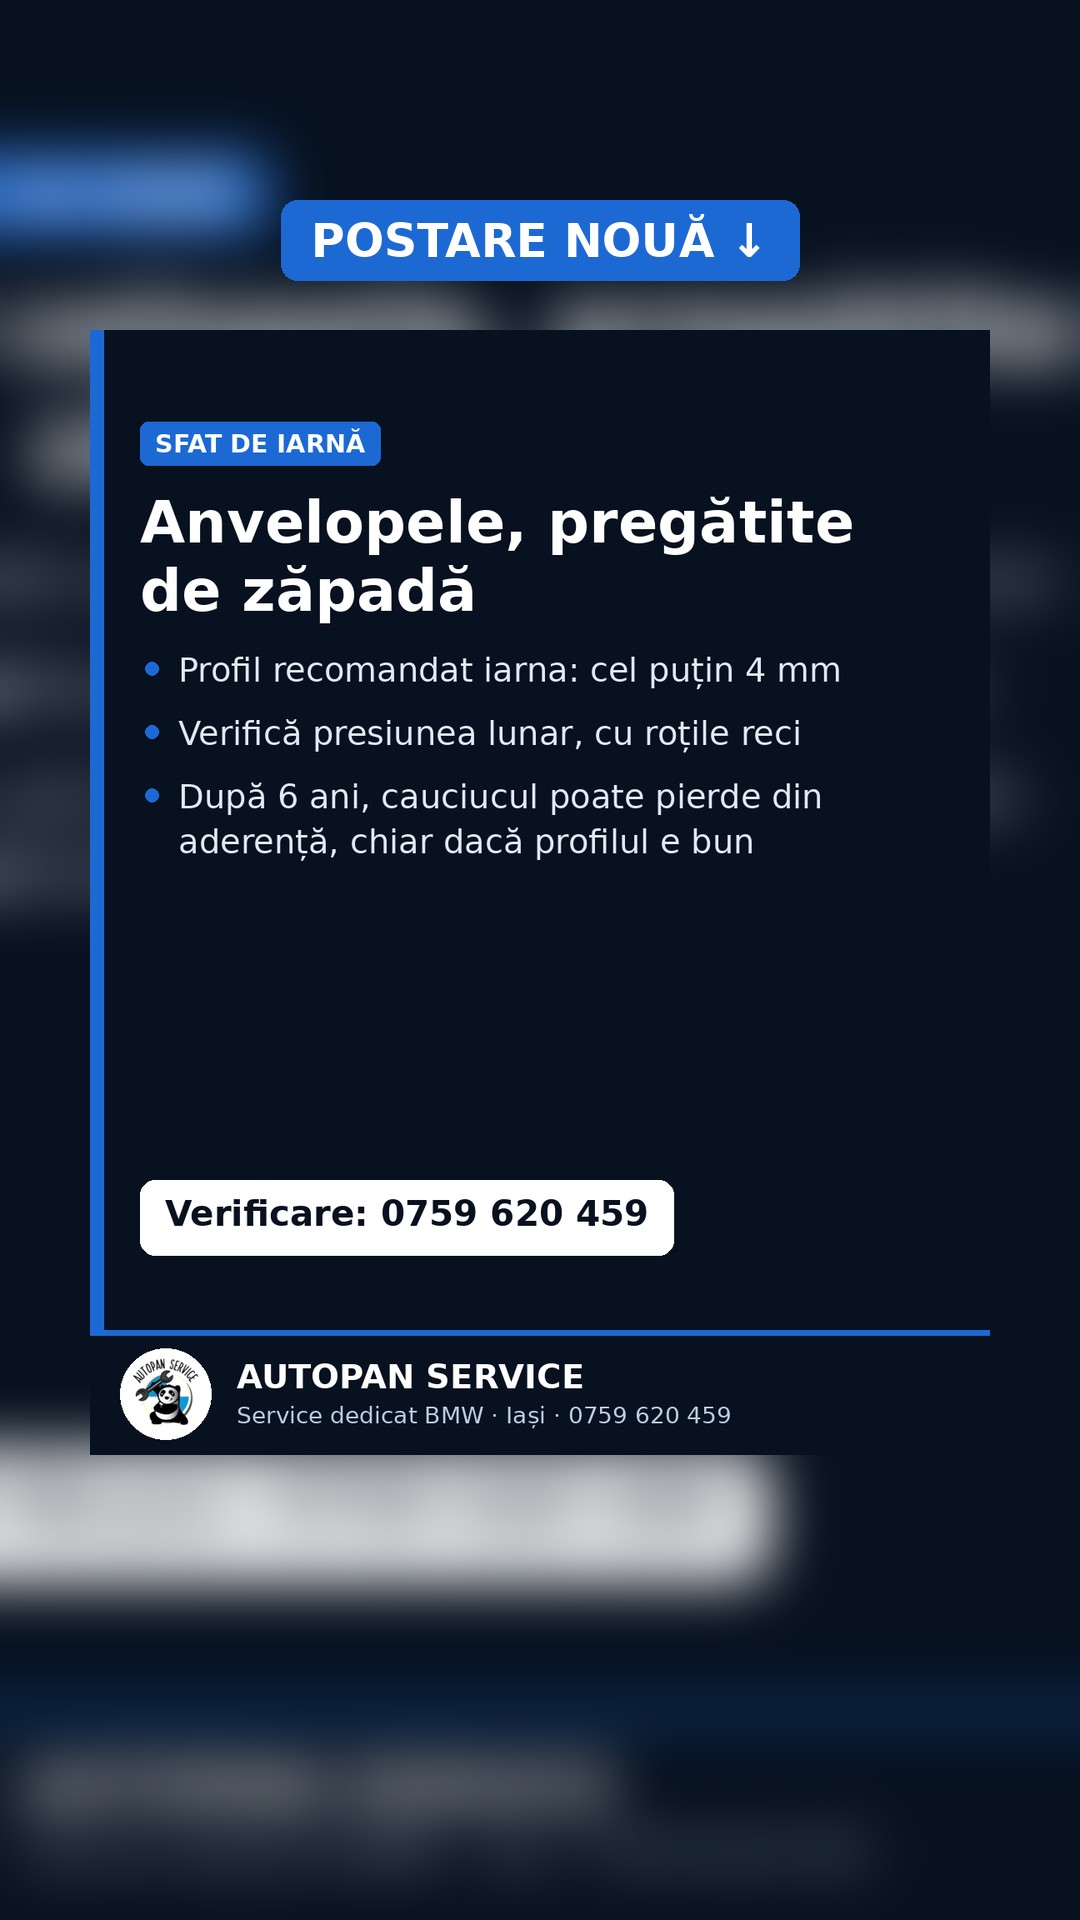 POSTARE NOUĂ ↓
SFAT DE IARNĂ
Anvelopele, pregătite
de zăpadă
• Profil recomandat iarna: cel puțin 4 mm
• Verifică presiunea lunar, cu roțile reci
• După 6 ani, cauciucul poate pierde din
aderență, chiar dacă profilul e bun
Verificare: 0759 620 459
AUTOPAN SERVICE
AUTOPAN SERVICE
Service dedicat BMW · Iași · 0759 620 459